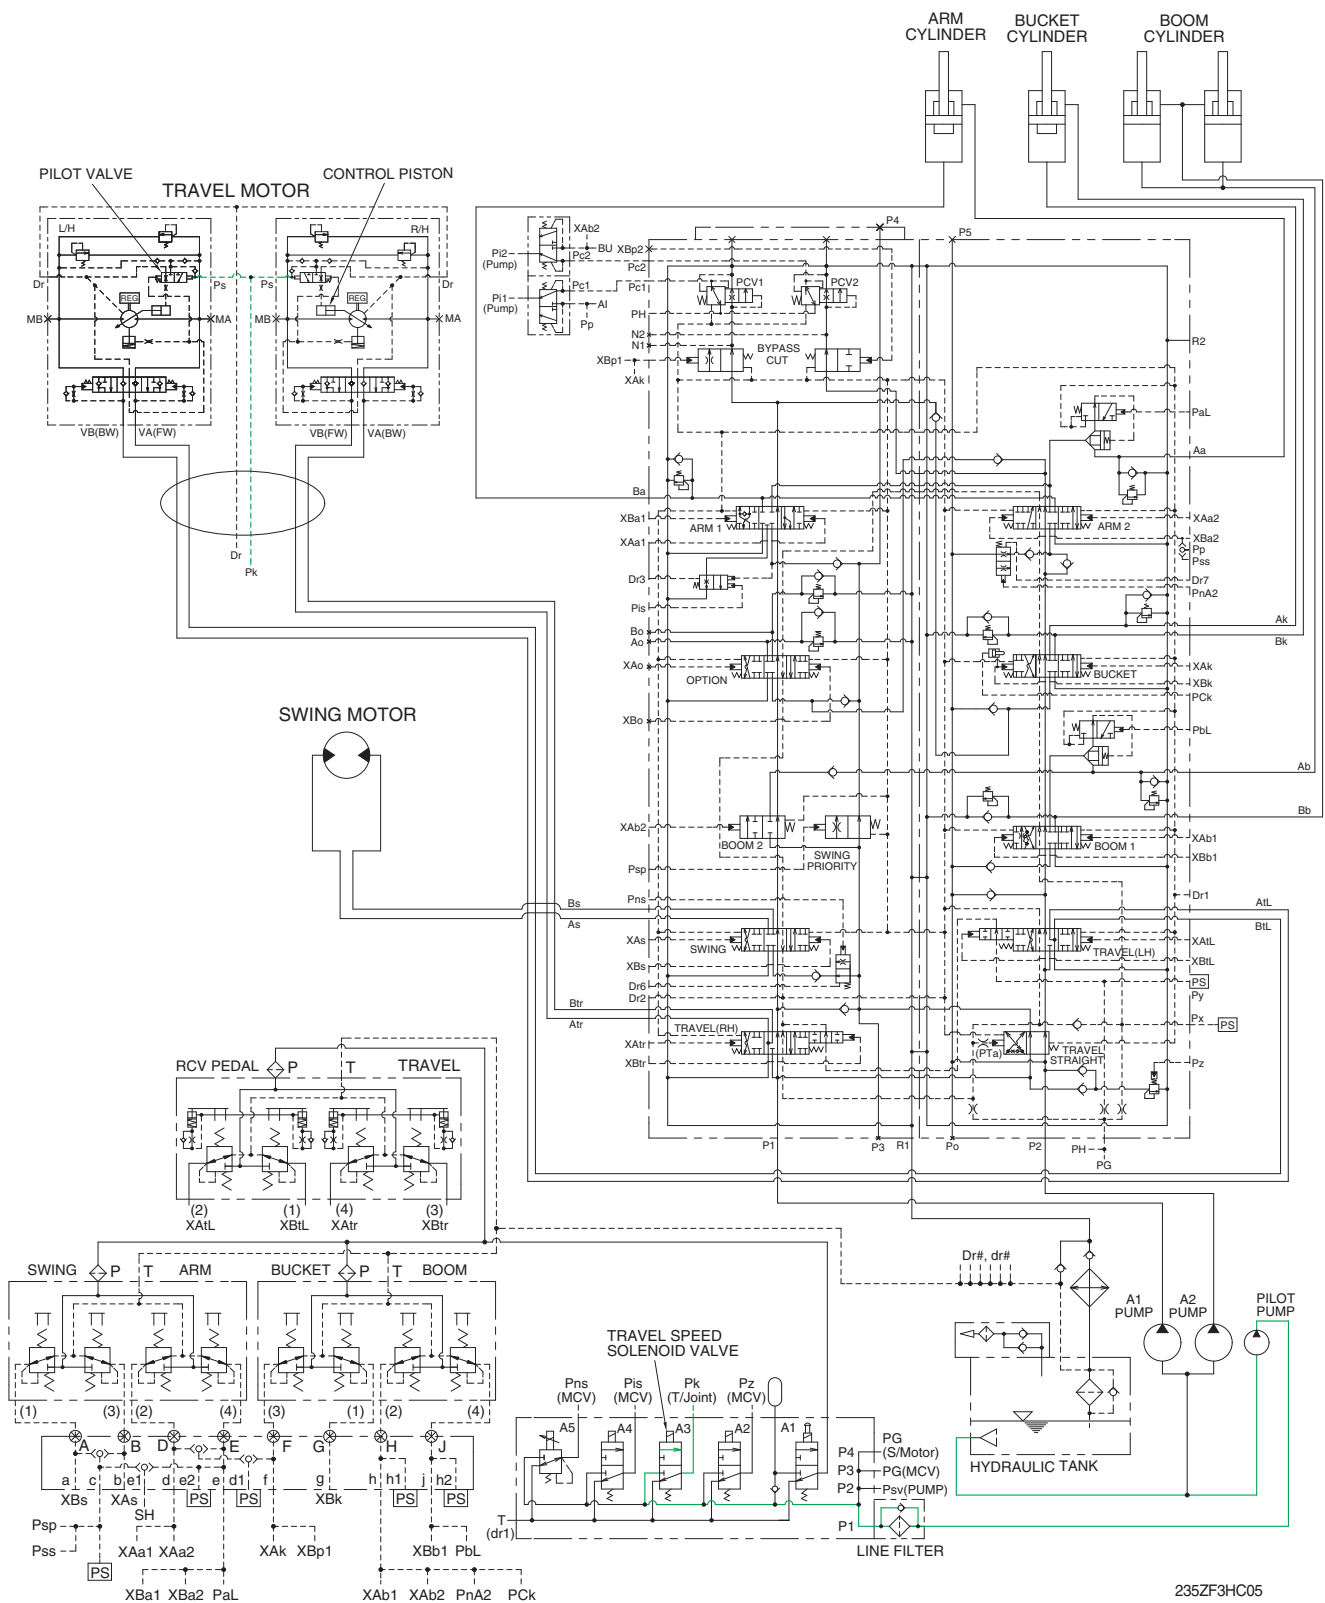 ARM
CYLINDER
BUCKET
CYLINDER
BOOM
CYLINDER
PILOT VALVE
CONTROL PISTON
TRAVEL MOTOR
L/H
R/H
Dr
Ps
Ps
Dr
REG
REG
MB
MA
MB
MA
VB(BW)
VA(FW)
VB(FW)
VA(BW)
Dr
Pk
XAb2
BU
Pi2
(Pump)
Pc2
Pc1
Pi1
(Pump)
AI
Pp
P4
P5
XBp2
Pc2
Pc1
PCV1
PCV2
PH
N2
N1
BYPASS
CUT
XBp1
XAk
R2
PaL
Aa
Ba
XBa1
ARM 1
ARM 2
XAa2
XAa1
XBa2
Pp
Pss
Dr3
Dr7
Pis
PnA2
Bo
Ao
Ak
Bk
XAo
OPTION
BUCKET
XAk
XBk
PCk
XBo
PbL
Ab
Bb
XAb2
BOOM 2
SWING
PRIORITY
BOOM 1
XAb1
XBb1
Psp
Pns
Dr1
Bs
As
AtL
BtL
XAs
SWING
TRAVEL(LH)
XAtL
XBs
XBtL
Dr6
Dr2
PS
Py
Btr
Atr
TRAVEL(RH)
Px
PS
XAtr
(PTa)
TRAVEL
STRAIGHT
XBtr
Pz
P1
P3
R1
Po
P2
PH
PG
SWING MOTOR
RCV PEDAL
P
T
TRAVEL
(2)
XAtL
(1)
XBtL
(4)
XAtr
(3)
XBtr
SWING
P
T
ARM
BUCKET
P
T
BOOM
(1)
(3)
(2)
(4)
(3)
(1)
(2)
(4)
A
B
D
E
F
G
H
J
a
c
b
e1
d
e2
e
d1
f
g
h
h1
j
h2
XBs
XAs
PS
PS
XBk
PS
PS
SH
Psp
Pss
XAa1
XAa2
XAk
XBp1
XBb1
PbL
PS
XBa1
XBa2
PaL
XAb1
XAb2
PnA2
PCk
TRAVEL SPEED
SOLENOID VALVE
Pns
(MCV)
Pis
(MCV)
Pk
(T/Joint)
Pz
(MCV)
A5
A4
A3
A2
A1
T
(dr1)
PG
P4
(S/Motor)
P3
PG(MCV)
P2
Psv(PUMP)
P1
LINE FILTER
Dr#, dr#
A1
PUMP
A2
PUMP
PILOT
PUMP
HYDRAULIC TANK
235ZF3HC05